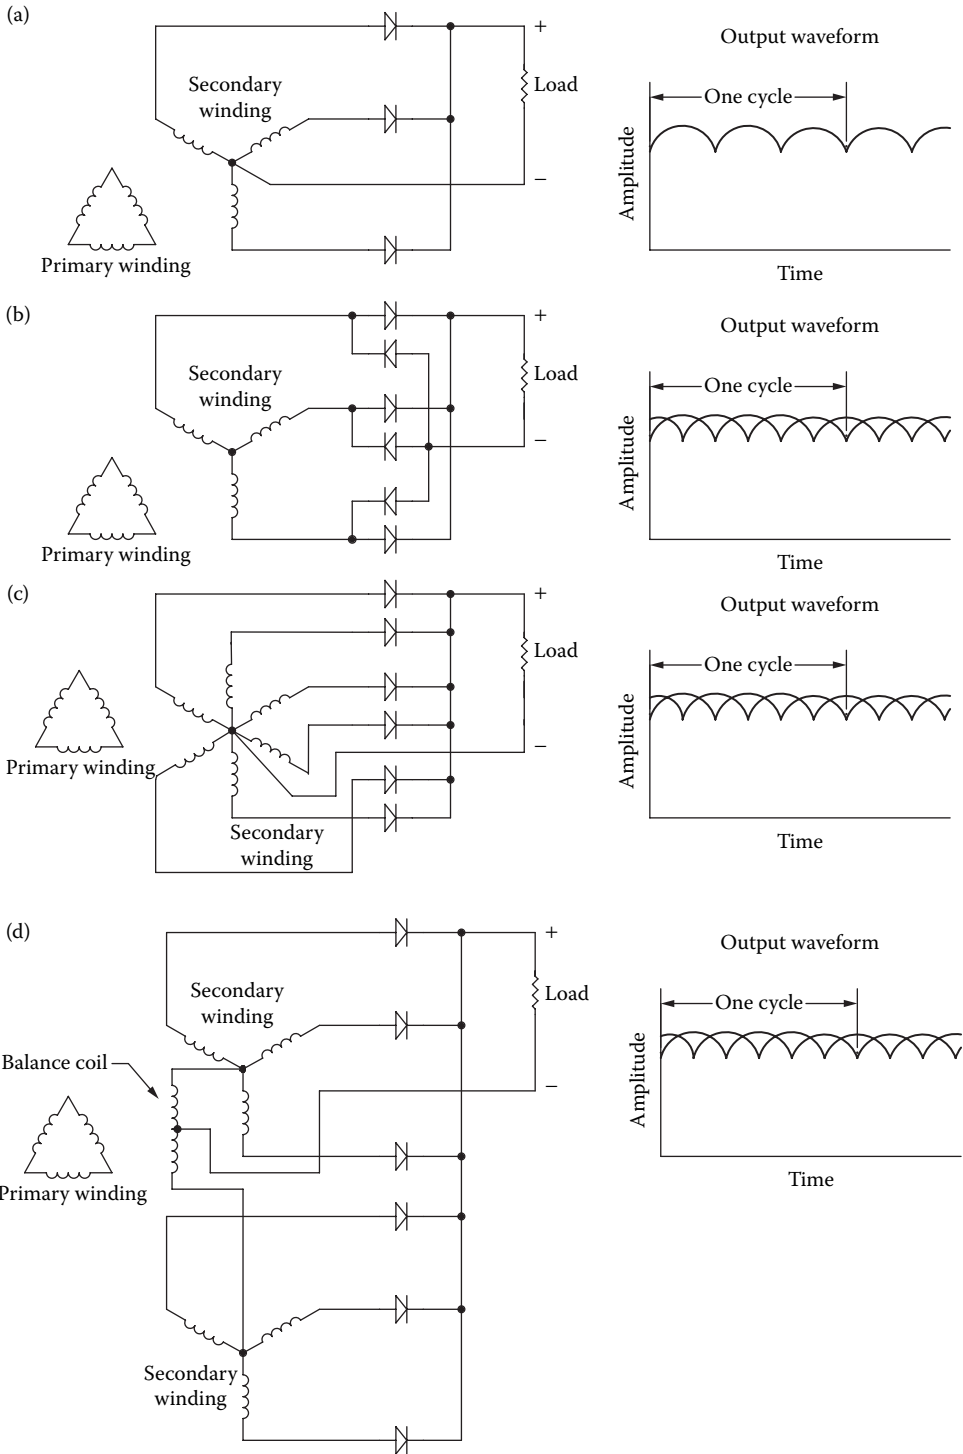 (a)
Output waveform
+
Secondary
winding
Load
One cycle
Amplitude
−
Primary winding
Time
(b)
+
Output waveform
Secondary
winding
Load
One cycle
Amplitude
−
Primary winding
Time
(c)
+
Output waveform
Load
One cycle
Amplitude
−
Primary winding
Secondary
winding
Time
(d)
+
Output waveform
Secondary
winding
Load
One cycle
Balance coil
Amplitude
−
Primary winding
Time
Secondary
winding